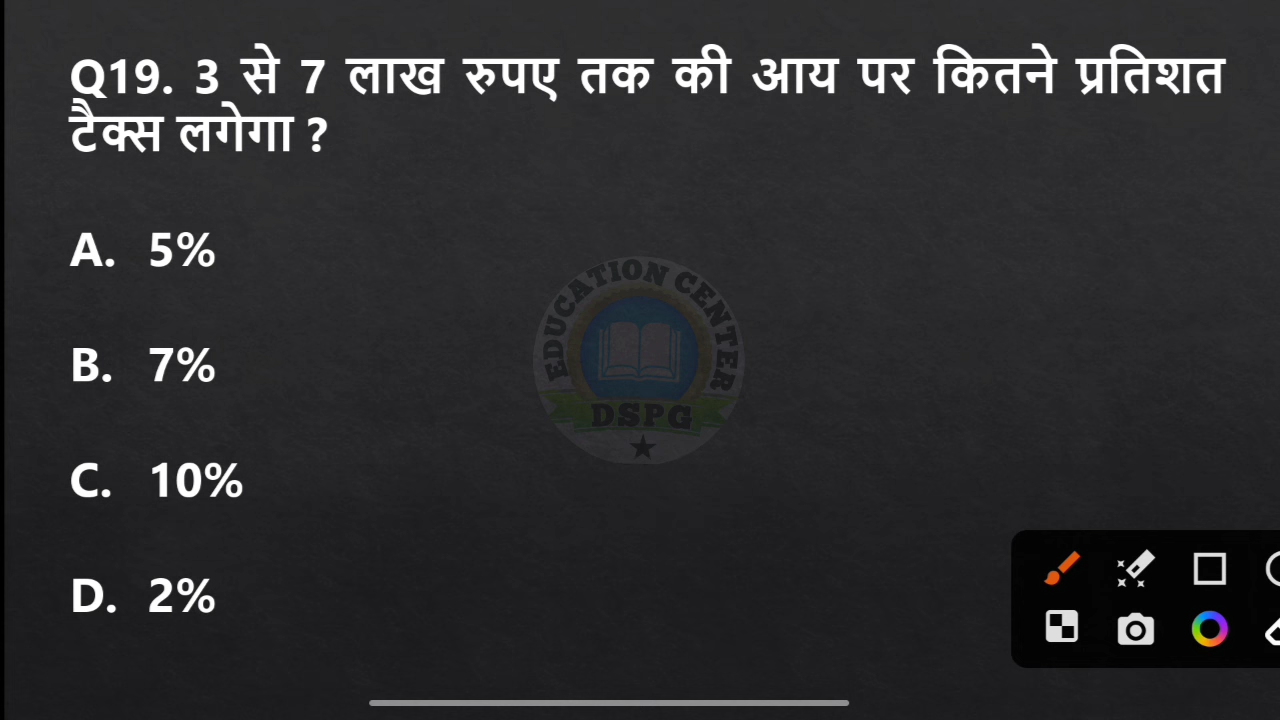 Q19. 3 से 7 लाख रुपए तक की आय पर कितने प्रतिशत
टैक्स लगेगा ?
A. 5%
EDUCATION CENTER
DSPG
B. 7%
C. 10%
D. 2%